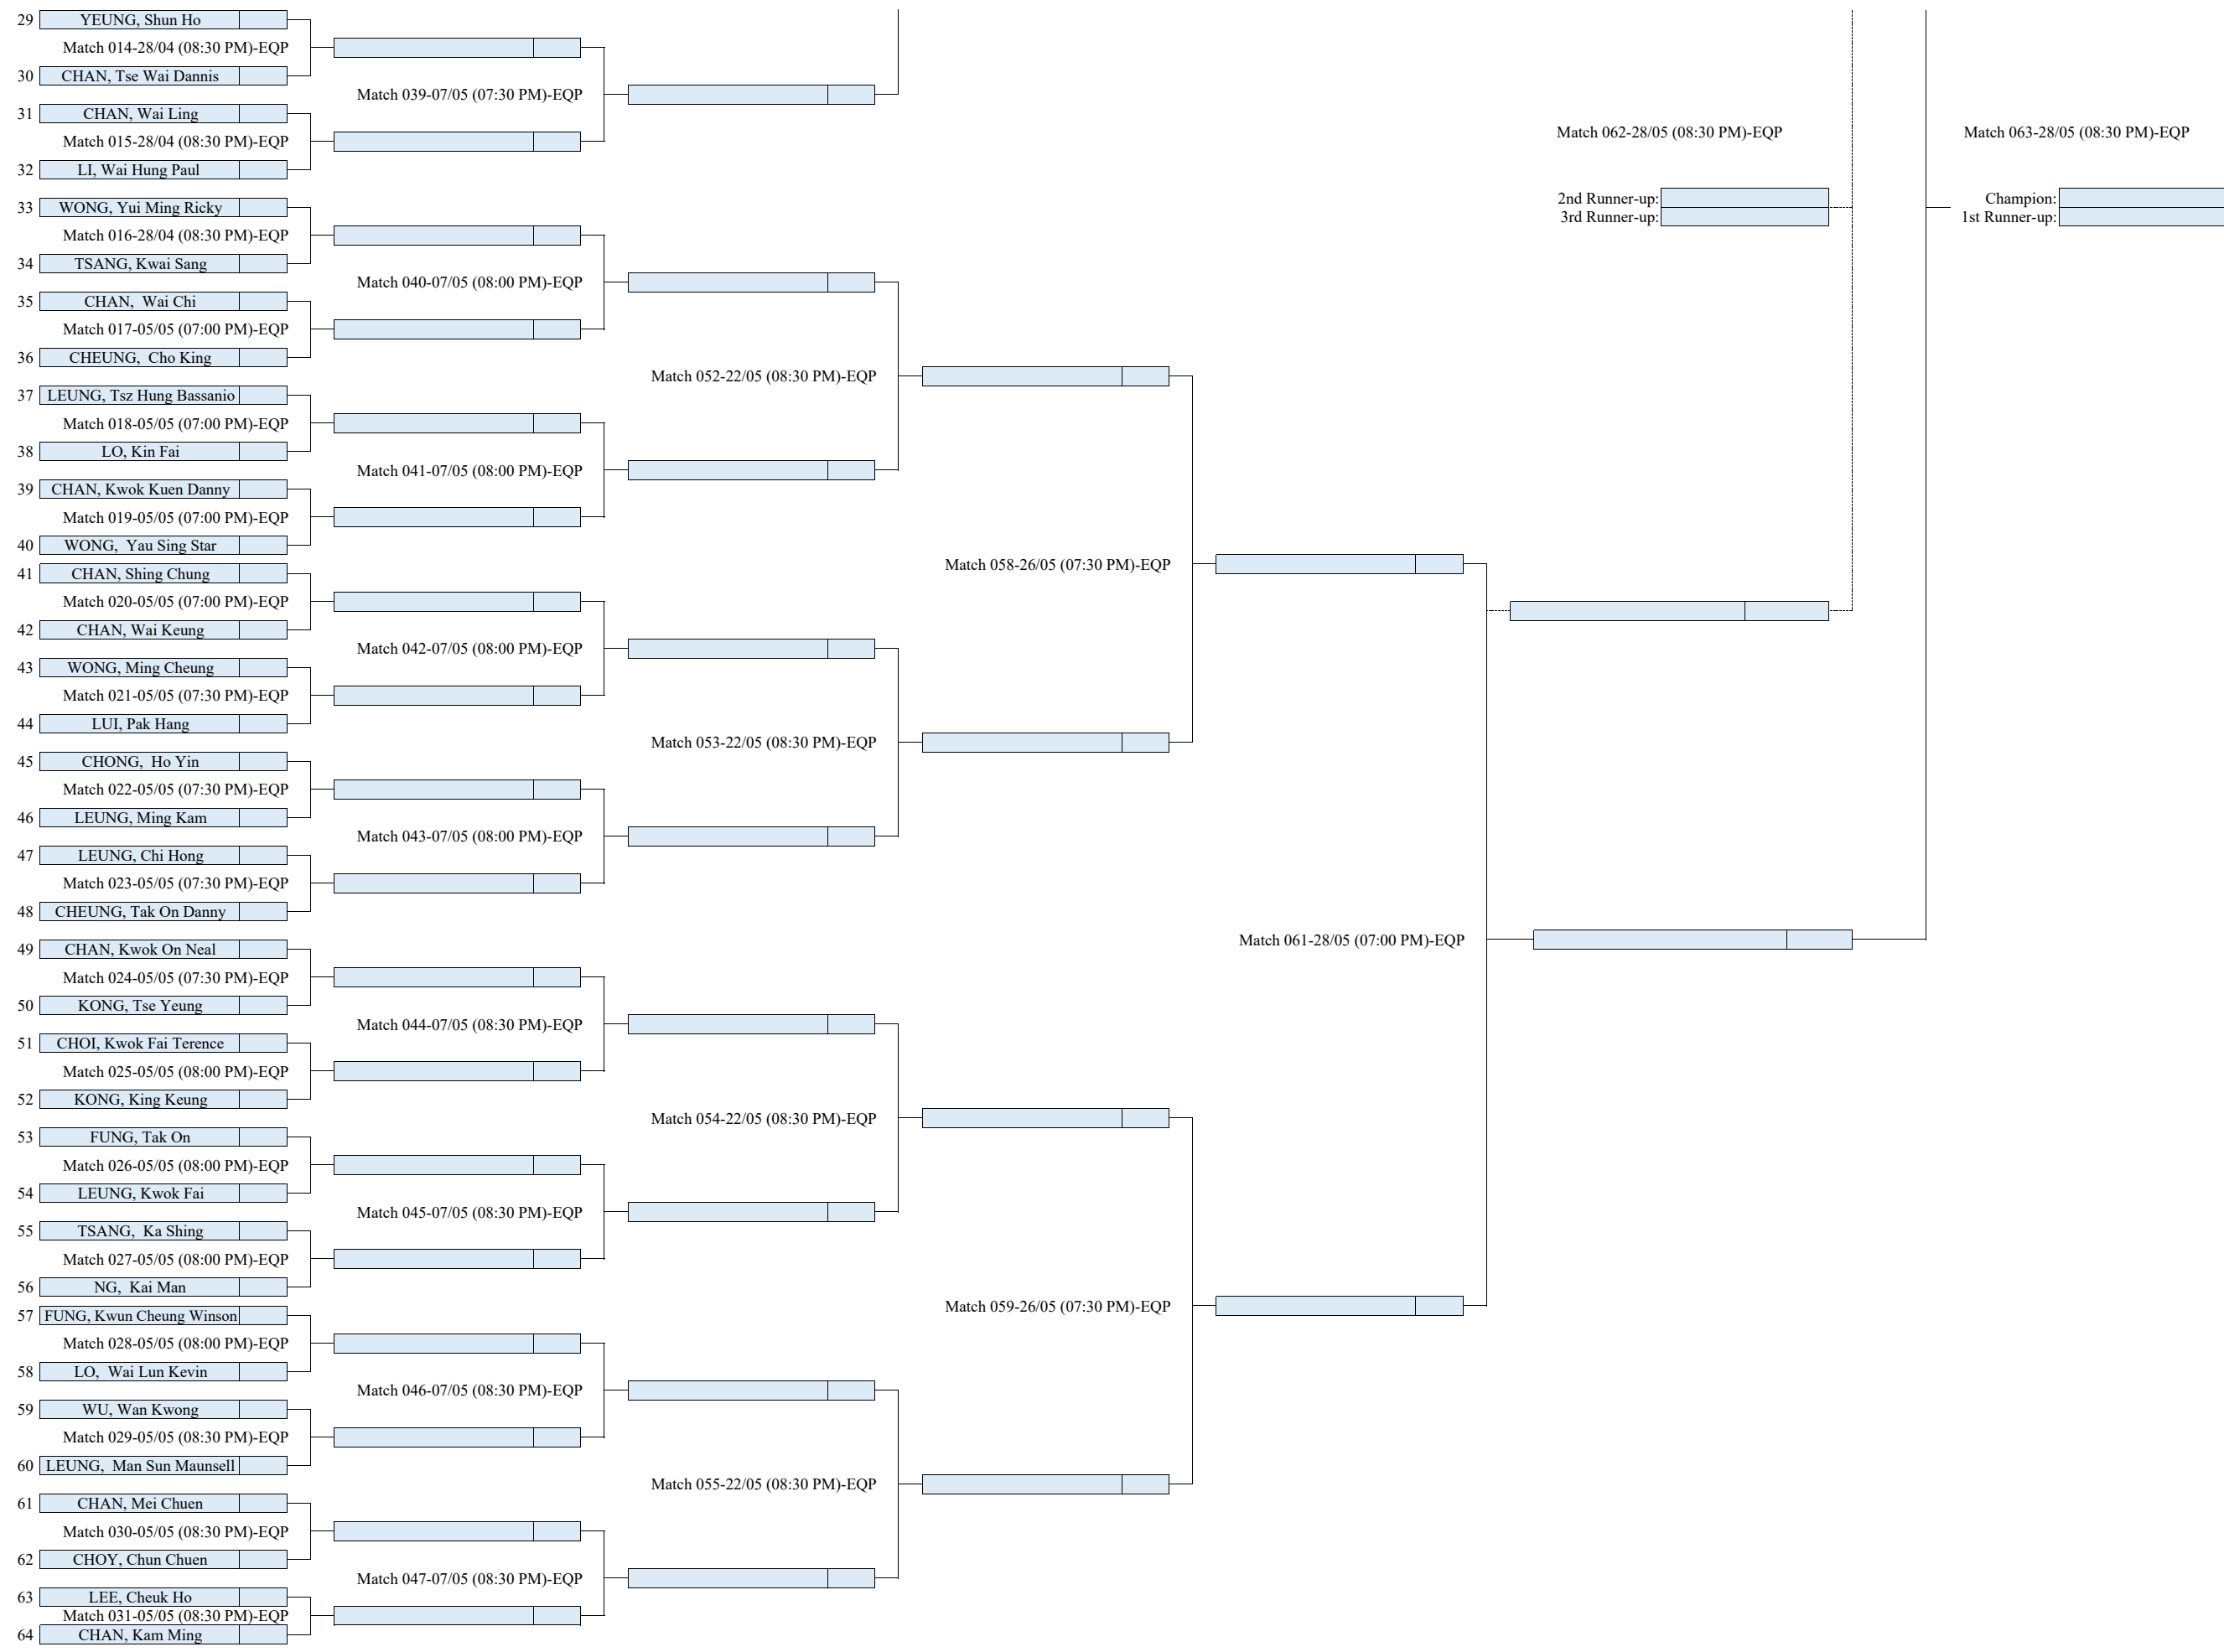 29 YEUNG, Shun Ho
Match 014-28/04 (08:30 PM)-EQP
30 CHAN, Tse Wai Dannis
Match 039-07/05 (07:30 PM)-EQP
31 CHAN, Wai Ling
Match 062-28/05 (08:30 PM)-EQP Match 063-28/05 (08:30 PM)-EQP
Match 015-28/04 (08:30 PM)-EQP
32 LI, Wai Hung Paul
2nd Runner-up: Champion:
33 WONG, Yui Ming Ricky
3rd Runner-up: 1st Runner-up:
Match 016-28/04 (08:30 PM)-EQP
34 TSANG, Kwai Sang
Match 040-07/05 (08:00 PM)-EQP
35 CHAN, Wai Chi
Match 017-05/05 (07:00 PM)-EQP
36 CHEUNG, Cho King
Match 052-22/05 (08:30 PM)-EQP
37 LEUNG, Tsz Hung Bassanio
Match 018-05/05 (07:00 PM)-EQP
38 LO, Kin Fai
Match 041-07/05 (08:00 PM)-EQP
39 CHAN, Kwok Kuen Danny
Match 019-05/05 (07:00 PM)-EQP
40 WONG, Yau Sing Star
Match 058-26/05 (07:30 PM)-EQP
41 CHAN, Shing Chung
Match 020-05/05 (07:00 PM)-EQP
42 CHAN, Wai Keung
Match 042-07/05 (08:00 PM)-EQP
43 WONG, Ming Cheung
Match 021-05/05 (07:30 PM)-EQP
44 LUI, Pak Hang
Match 053-22/05 (08:30 PM)-EQP
45 CHONG, Ho Yin
Match 022-05/05 (07:30 PM)-EQP
46 LEUNG, Ming Kam
Match 043-07/05 (08:00 PM)-EQP
47 LEUNG, Chi Hong
Match 023-05/05 (07:30 PM)-EQP
48 CHEUNG, Tak On Danny
Match 061-28/05 (07:00 PM)-EQP
49 CHAN, Kwok On Neal
Match 024-05/05 (07:30 PM)-EQP
50 KONG, Tse Yeung
Match 044-07/05 (08:30 PM)-EQP
51 CHOI, Kwok Fai Terence
Match 025-05/05 (08:00 PM)-EQP
52 KONG, King Keung
Match 054-22/05 (08:30 PM)-EQP
53 FUNG, Tak On
Match 026-05/05 (08:00 PM)-EQP
54 LEUNG, Kwok Fai
Match 045-07/05 (08:30 PM)-EQP
55 TSANG, Ka Shing
Match 027-05/05 (08:00 PM)-EQP
56 NG, Kai Man
Match 059-26/05 (07:30 PM)-EQP
57 FUNG, Kwun Cheung Winson
Match 028-05/05 (08:00 PM)-EQP
58 LO, Wai Lun Kevin
Match 046-07/05 (08:30 PM)-EQP
59 WU, Wan Kwong
Match 029-05/05 (08:30 PM)-EQP
60 LEUNG, Man Sun Maunsell
Match 055-22/05 (08:30 PM)-EQP
61 CHAN, Mei Chuen
Match 030-05/05 (08:30 PM)-EQP
62 CHOY, Chun Chuen
Match 047-07/05 (08:30 PM)-EQP
63 LEE, Cheuk Ho
Match 031-05/05 (08:30 PM)-EQP
64 CHAN, Kam Ming